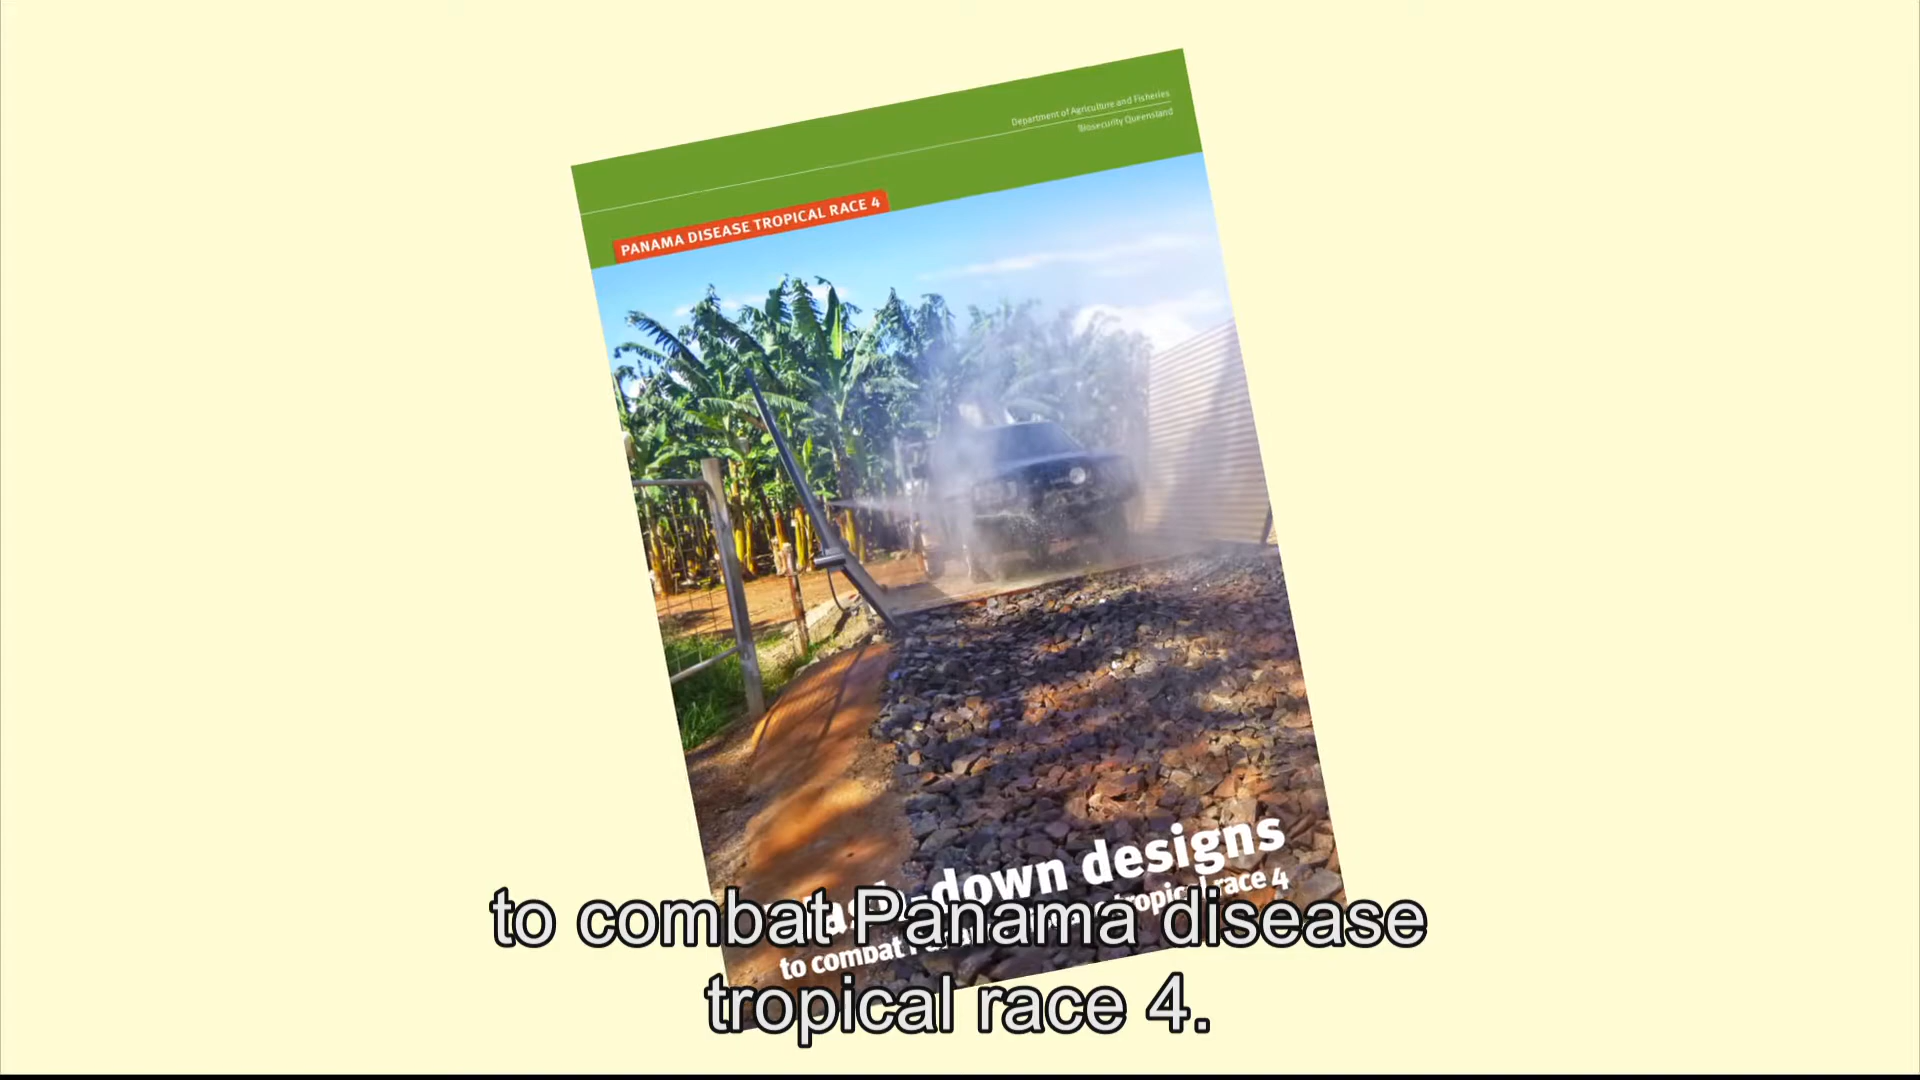 Department of Agriculture and Fisheries
Biosecurity Queensland
PANAMA DISEASE TROPICAL RACE 4
down designs
to combat tropical race 4
to combat Panama disease
tropical race 4.